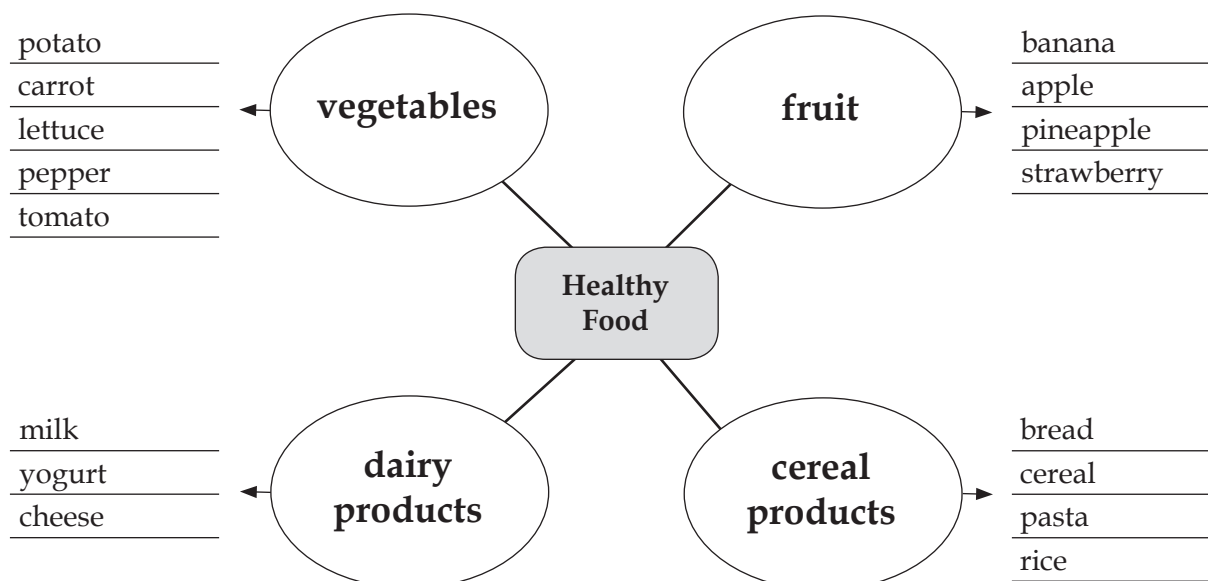 potato
carrot
lettuce
pepper
tomato
vegetables
fruit
banana
apple
pineapple
strawberry
Healthy
Food
milk
yogurt
cheese
dairy
products
cereal
products
bread
cereal
pasta
rice